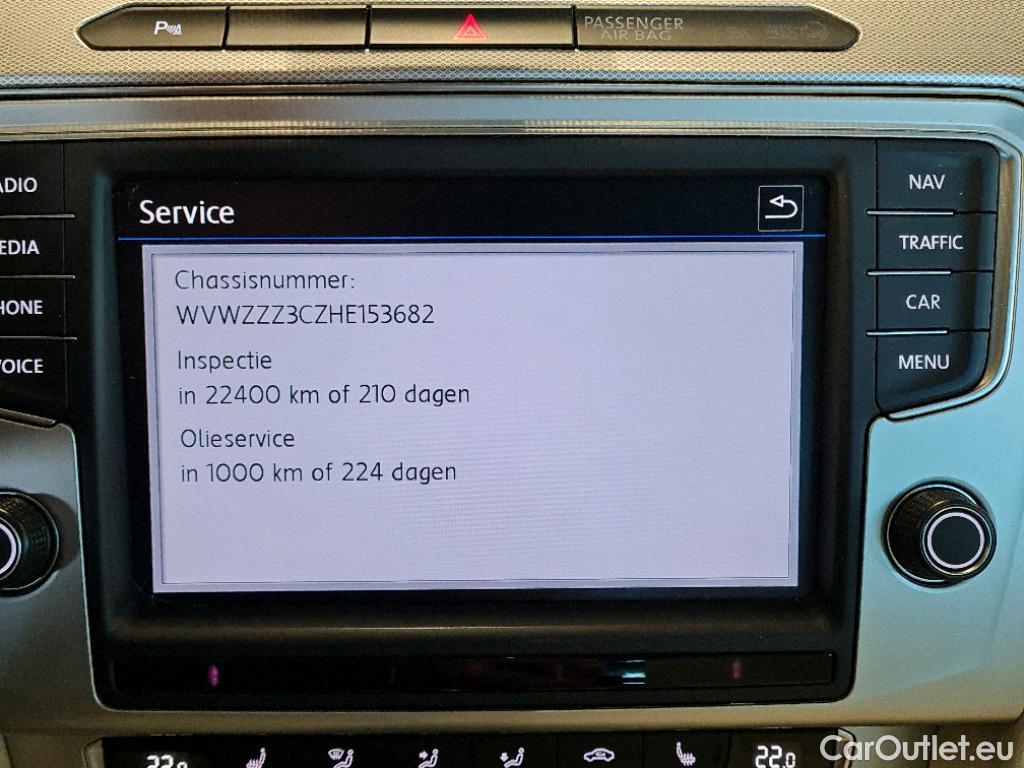 P
PASSENGER
AIR BAG
ADIO
EDIA
HONE
VOICE
Service
Chassisnummer:
WVWZZZ3CZHE153682
Inspectie
in 22400 km of 210 dagen
Olieservice
in 1000 km of 224 dagen
NAV
TRAFFIC
CAR
MENU
22.0
22.0
CarOutlet.eu